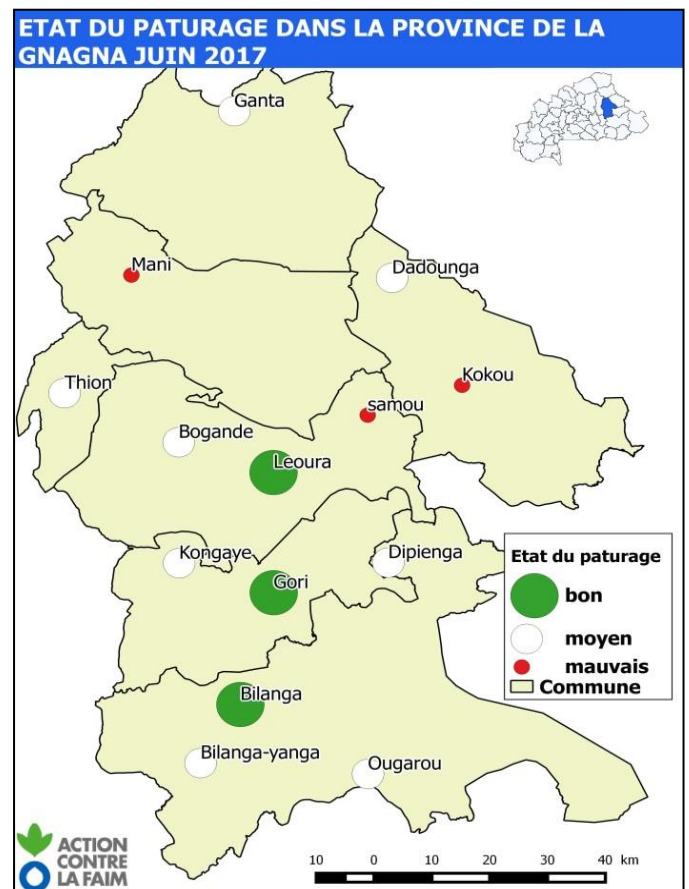 ETAT DU PATURAGE DANS LA PROVINCE DE LA
GNAGNA JUIN 2017
Ganta
Mani
Dadounga
Thion
Kokou
samou
Bogande
Leoura
Kongaye
Dipienga
Gori
Etat du paturage
bon
moyen
mauvais
Commune
Bilanga
Bilanga-yanga
Ougarou
ACTION
CONTRE
LA FAIM
10 0 10 20 30 40 km